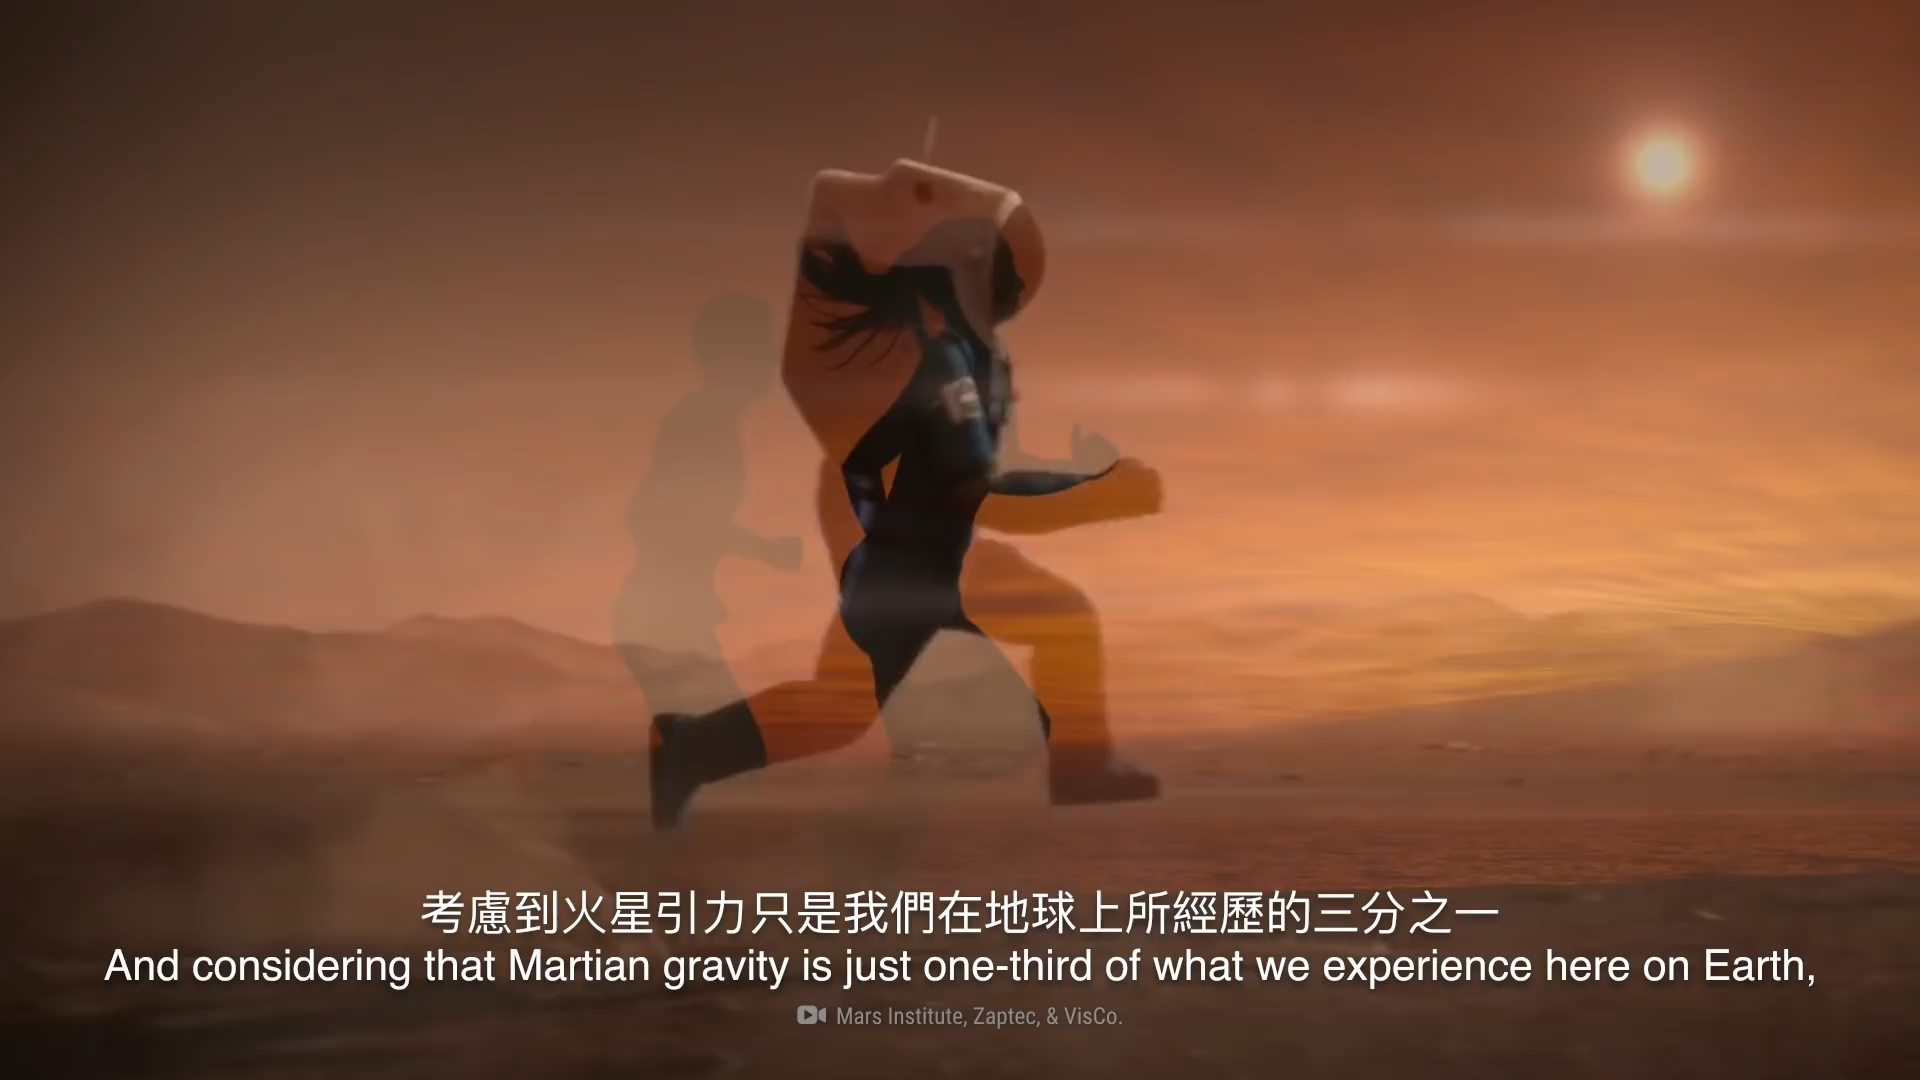 考慮到火星引力只是我們在地球上所經歷的三分之一
And considering that Martian gravity is just one-third of what we experience here on Earth,
Mars Institute, Zaptec, & VisCo.